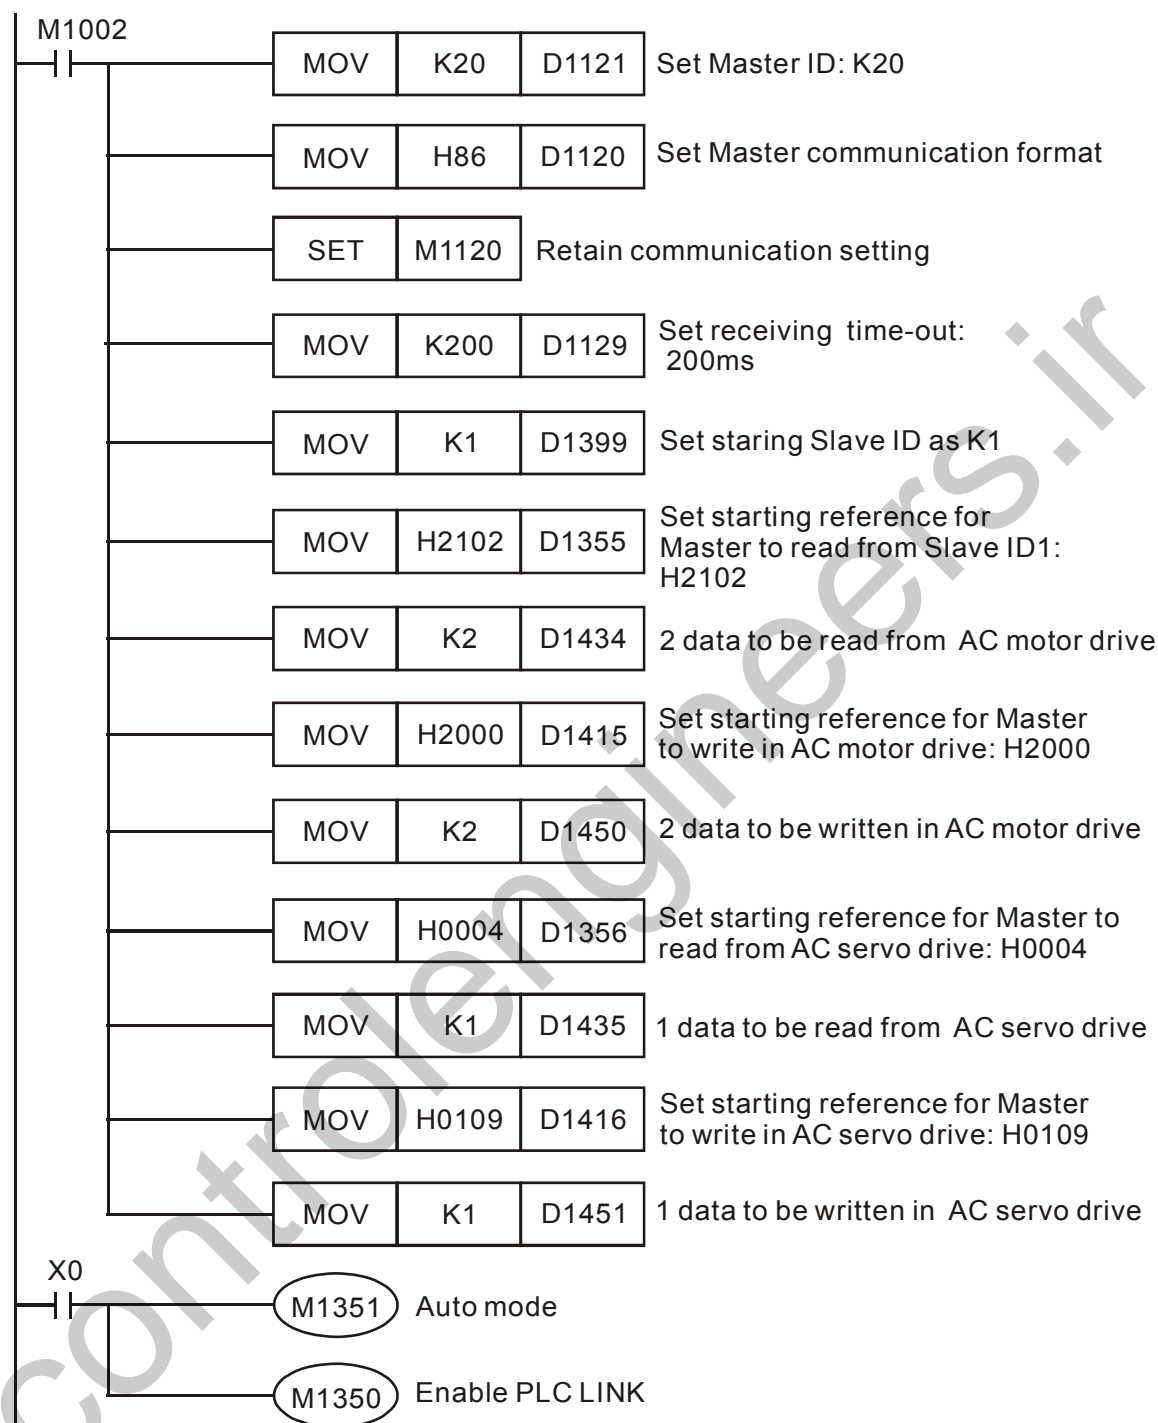 M1002
MOV K20 D1121 Set Master ID: K20
MOV H86 D1120 Set Master communication format
SET M1120 Retain communication setting
MOV K200 D1129 Set receiving time-out:
200ms
MOV K1 D1399 Set staring Slave ID as K1
MOV H2102 D1355 Set starting reference for
Master to read from Slave ID1:
H2102
MOV K2 D1434 2 data to be read from AC motor drive
MOV H2000 D1415 Set starting reference for Master
to write in AC motor drive: H2000
MOV K2 D1450 2 data to be written in AC motor drive
MOV H0004 D1356 Set starting reference for Master to
read from AC servo drive: H0004
MOV K1 D1435 1 data to be read from AC servo drive
MOV H0109 D1416 Set starting reference for Master
to write in AC servo drive: H0109
MOV K1 D1451 1 data to be written in AC servo drive
X0
M1351 Auto mode
M1350 Enable PLC LINK
controlengineers.ir